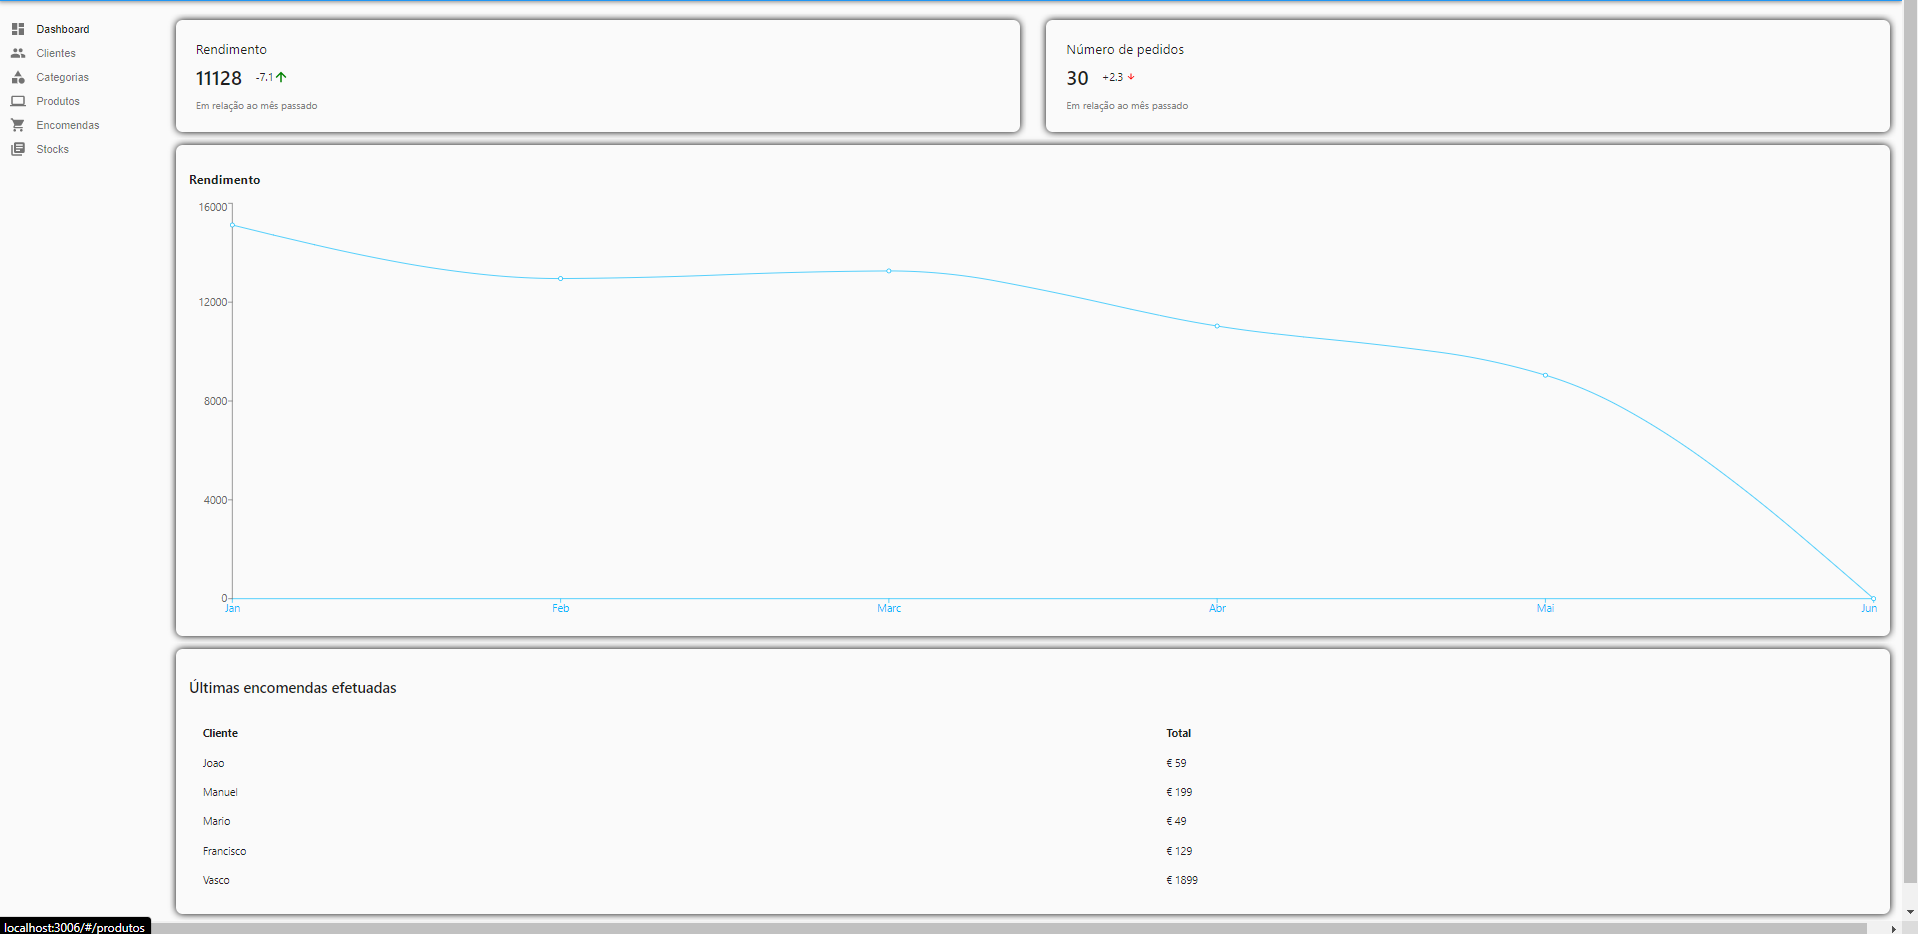 Dashboard
Clientes
Categorias
Produtos
Encomendas
Stocks
Rendimento
11128 -7.1
Em relação ao mês passado
Número de pedidos
30 +2.3
Em relação ao mês passado
Rendimento
16000
12000
8000
4000
0
Jan Feb Marc Abr Mai Jun
Últimas encomendas efetuadas
Cliente Total
Joao € 59
Manuel € 199
Mario € 49
Francisco € 129
Vasco € 1899
localhost:3006/#/produtos